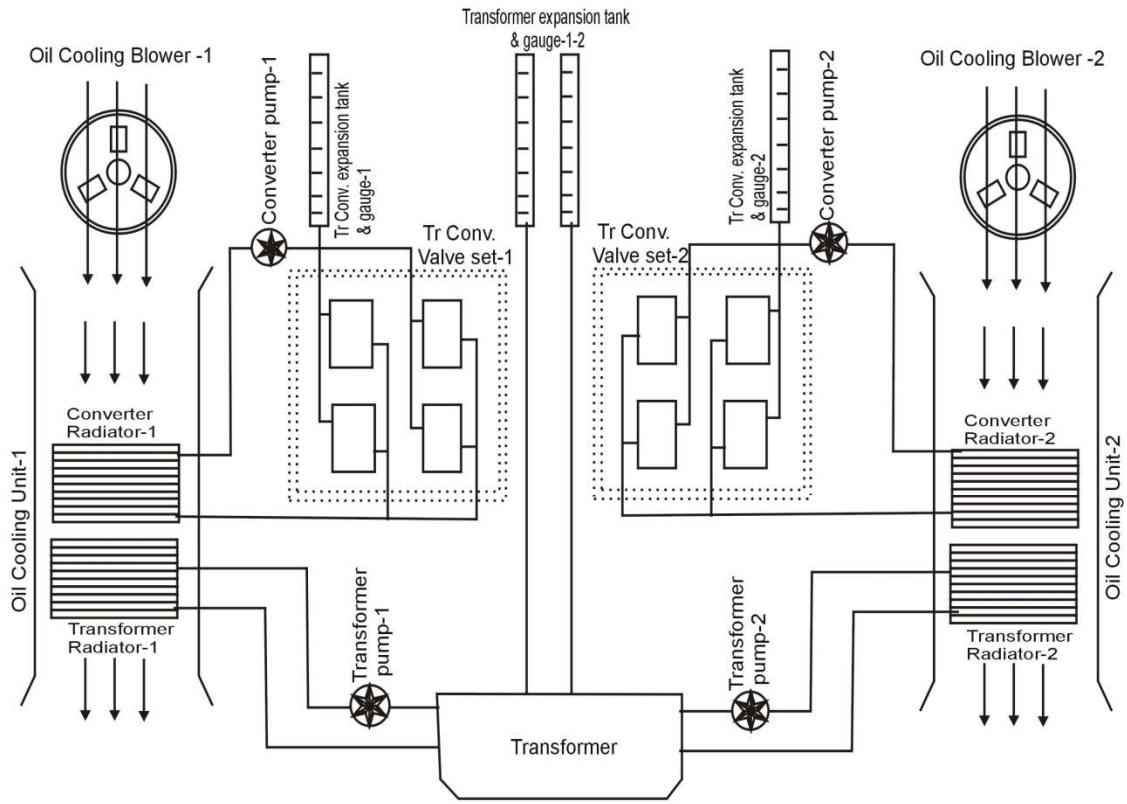 Transformer expansion tank
& gauge-1-2
Oil Cooling Blower -1
Oil Cooling Blower -2
Converter pump-1
Tr Conv. expansion tank
& gauge-1
Tr Conv. expansion tank
& gauge-2
Converter pump-2
Tr Conv.
Valve set-1
Tr Conv.
Valve set-2
Converter
Radiator-1
Converter
Radiator-2
Oil Cooling Unit-1
Oil Cooling Unit-2
Transformer
Radiator-1
Transformer
pump-1
Transformer
pump-2
Transformer
Radiator-2
Transformer